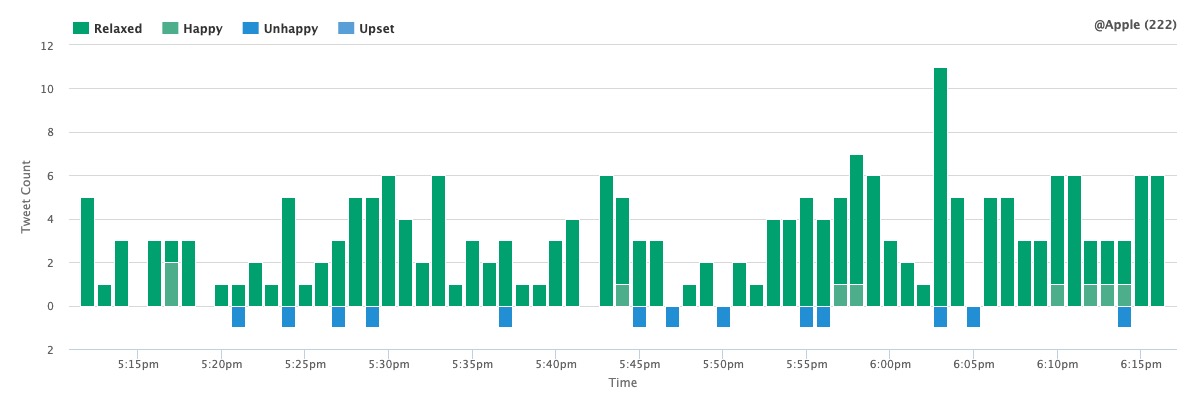 Relaxed Happy Unhappy Upset
@Apple (222)
12
10
8
6
4
2
0
2
Tweet Count
5:15pm 5:20pm 5:25pm 5:30pm 5:35pm 5:40pm 5:45pm 5:50pm 5:55pm 6:00pm 6:05pm 6:10pm 6:15pm
Time